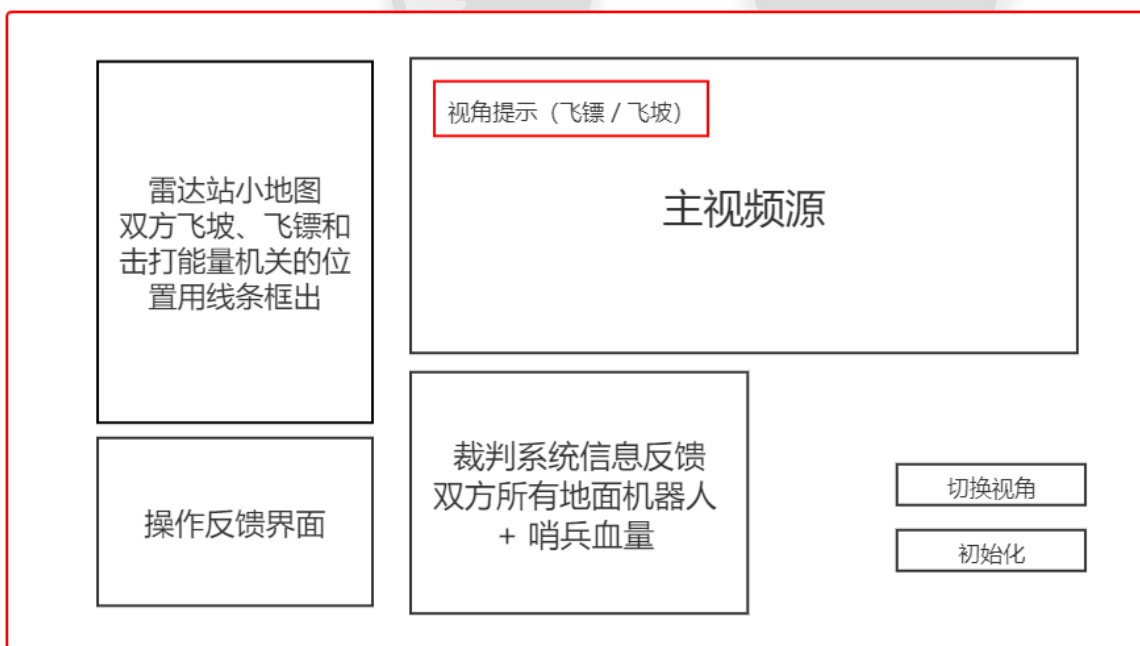 雷达站小地图
双方飞坡、飞镖和
击打能量机关的位
置用线条框出
视角提示（飞镖 / 飞坡）
主视频源
操作反馈界面
裁判系统信息反馈
双方所有地面机器人
+ 哨兵血量
切换视角
初始化